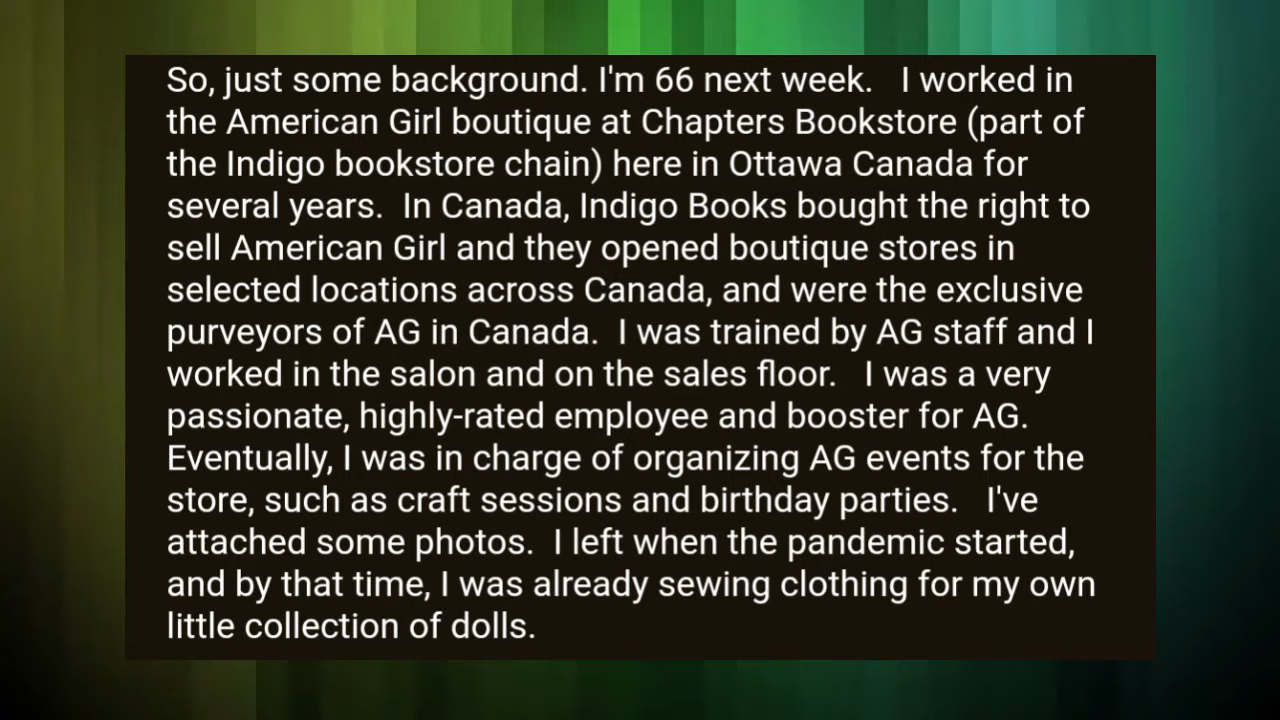 So, just some background. I'm 66 next week.   I worked in
the American Girl boutique at Chapters Bookstore (part of
the Indigo bookstore chain) here in Ottawa Canada for
several years.  In Canada, Indigo Books bought the right to
sell American Girl and they opened boutique stores in
selected locations across Canada, and were the exclusive
purveyors of AG in Canada.  I was trained by AG staff and I
worked in the salon and on the sales floor.   I was a very
passionate, highly-rated employee and booster for AG.
Eventually, I was in charge of organizing AG events for the
store, such as craft sessions and birthday parties.   I've
attached some photos.  I left when the pandemic started,
and by that time, I was already sewing clothing for my own
little collection of dolls.